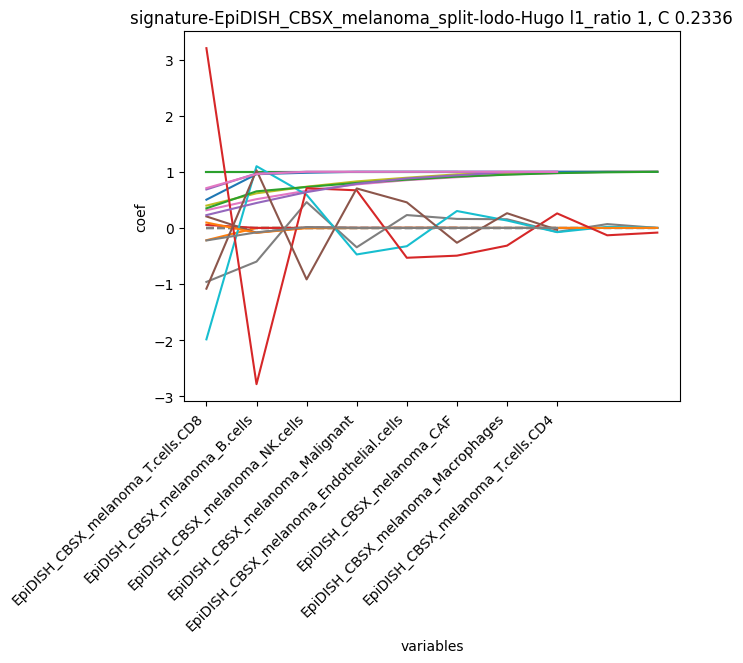 signature-EpiDISH_CBSX_melanoma_split-lodo-Hugo l1_ratio 1, C 0.2336
coef
3
2
1
0
−1
−2
−3
EpiDISH_CBSX_melanoma_T.cells.CD8
EpiDISH_CBSX_melanoma_B.cells
EpiDISH_CBSX_melanoma_NK.cells
EpiDISH_CBSX_melanoma_Malignant
EpiDISH_CBSX_melanoma_Endothelial.cells
EpiDISH_CBSX_melanoma_CAF
EpiDISH_CBSX_melanoma_Macrophages
EpiDISH_CBSX_melanoma_T.cells.CD4
variables